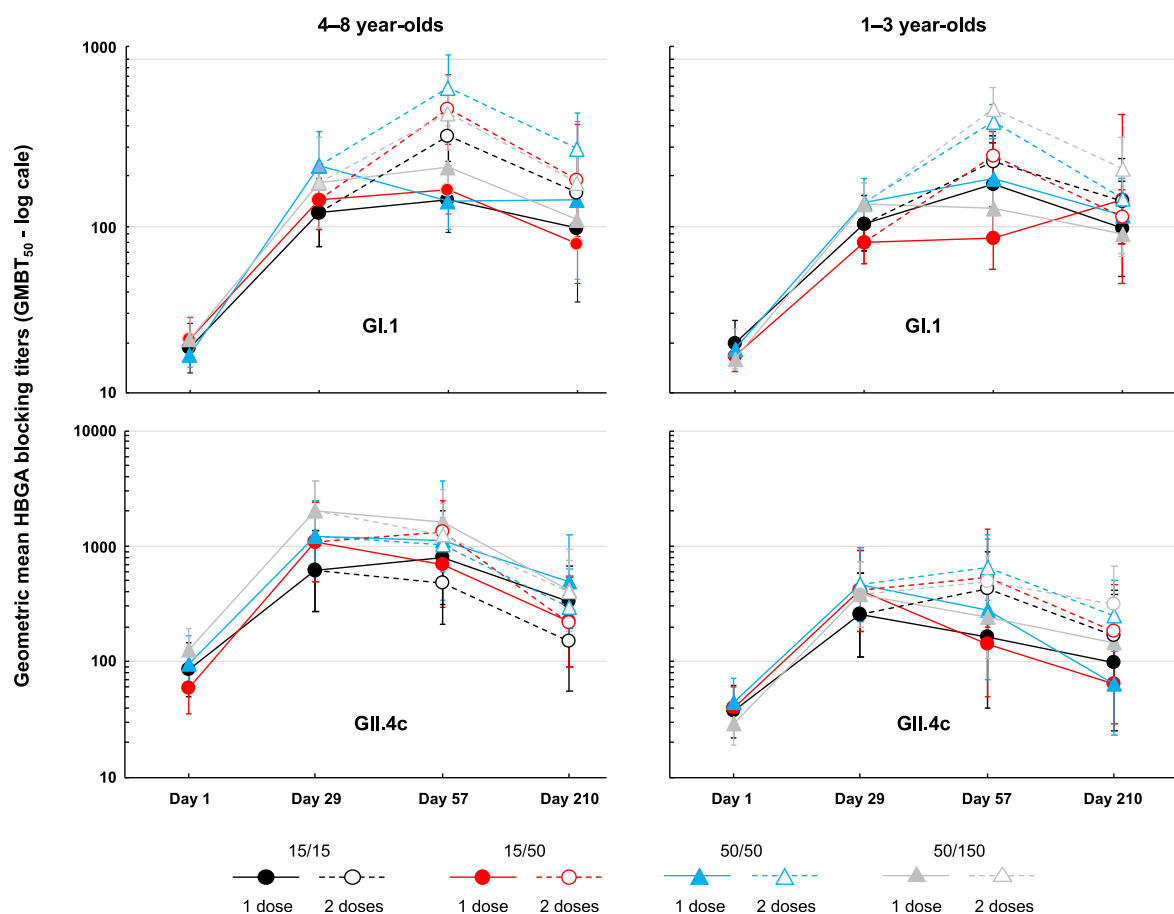 4–8 year-olds
1–3 year-olds
Geometric mean HBGA blocking titers (GMBT50 - log cale)
1000
100
10
GI.1
GI.1
10000
1000
100
10
GII.4c
GII.4c
Day 1 Day 29 Day 57 Day 210
Day 1 Day 29 Day 57 Day 210
15/15 15/50 50/50 50/150
1 dose 2 doses 1 dose 2 doses 1 dose 2 doses 1 dose 2 doses